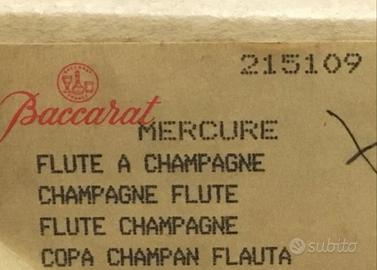 215109
Baccarat
MERCURE
FLUTE A CHAMPAGNE
CHAMPAGNE FLUTE
FLUTE CHAMPAGNE
COPA CHAMPAN FLAUTA
subito